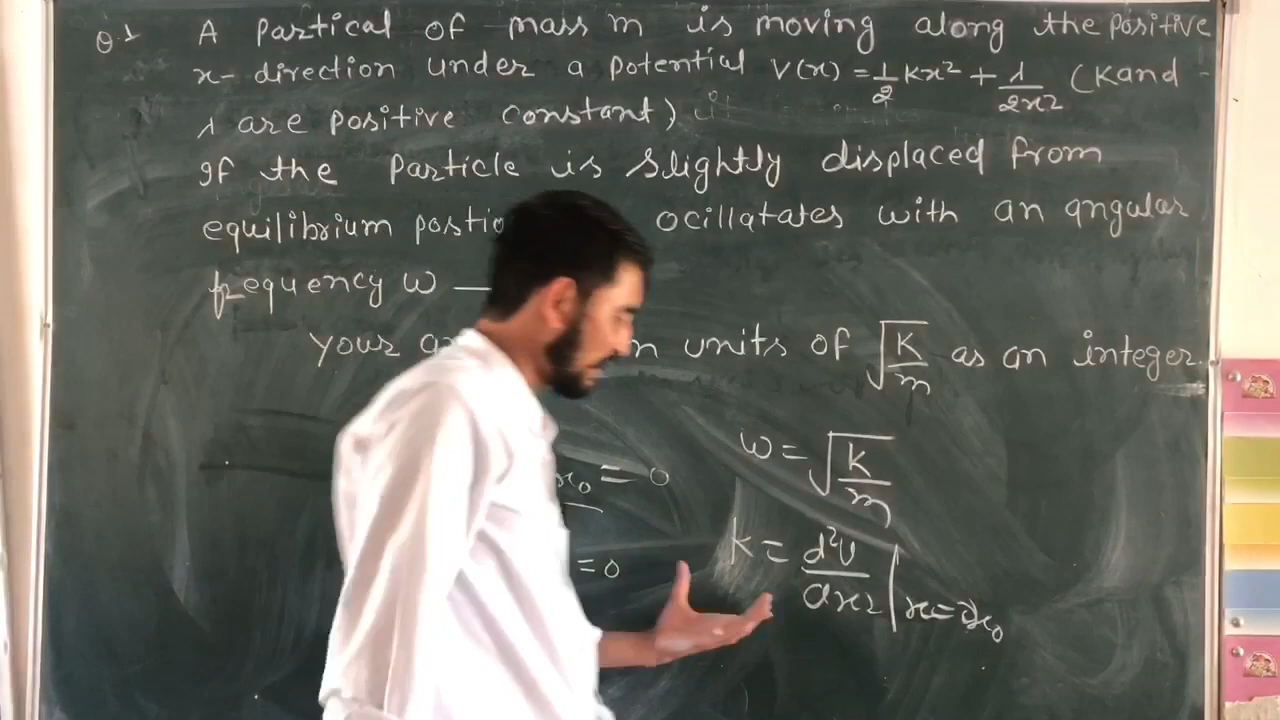 Q.1 A partical of mass m is moving along the positive
x- direction under a potential V(x) = 1/2 kx² + λ/2x² (K and
λ are positive constant)
If the particle is slightly displaced from
equilibrium ocillatates with an angular
frequency ω —
Your units of √K/m as an integer.
ω = √k/m
x₀ = 0
k = d²V/dx² | x=x₀
= 0